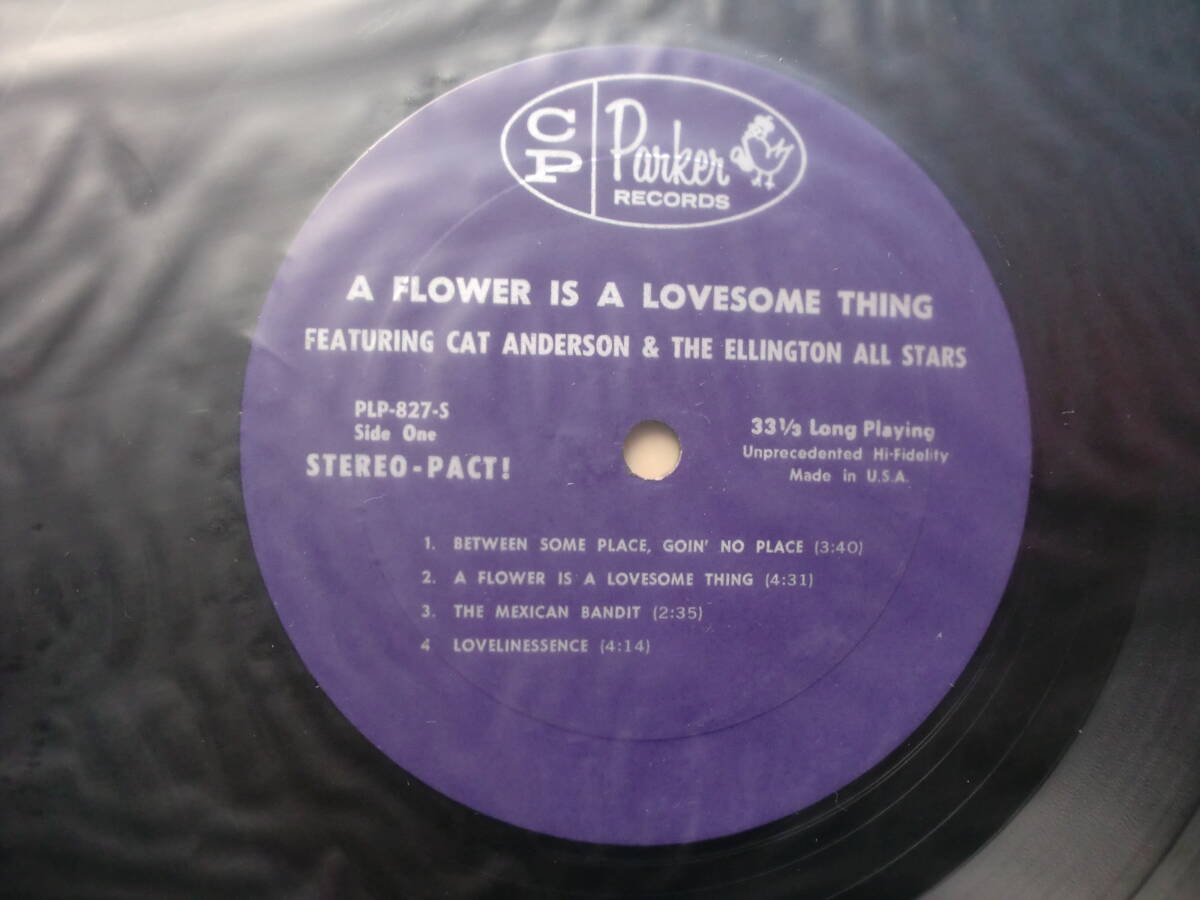 CP
Parker
RECORDS
A FLOWER IS A LOVESOME THING
FEATURING CAT ANDERSON & THE ELLINGTON ALL STARS
PLP-827-S
Side One
STEREO-PACT!
33⅓ Long Playing
Unprecedented Hi-Fidelity
Made in U.S.A.
1. BETWEEN SOME PLACE, GOIN' NO PLACE (3:40)
2. A FLOWER IS A LOVESOME THING (4:31)
3. THE MEXICAN BANDIT (2:35)
4 LOVELINESSENCE (4:14)